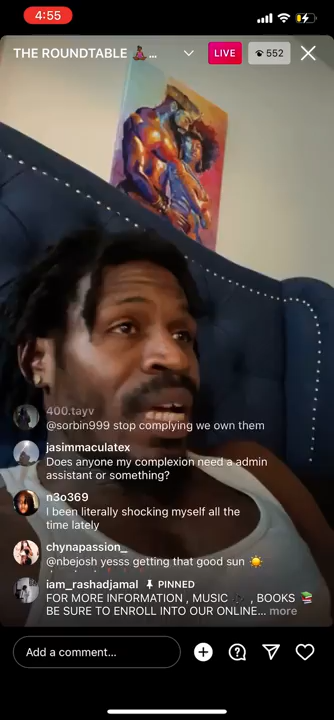 4:55
THE ROUNDTABLE 🧘🏾‍♂️...
LIVE
552
400.tayv
@sorbin999 stop complying we own them
jasimmaculatex
Does anyone my complexion need a admin
assistant or something?
n3o369
I been literally shocking myself all the
time lately
chynapassion_
@nbejosh yesss getting that good sun ☀️
iam_rashadjamal PINNED
FOR MORE INFORMATION , MUSIC 🎶 , BOOKS 📚
BE SURE TO ENROLL INTO OUR ONLINE... more
Add a comment...